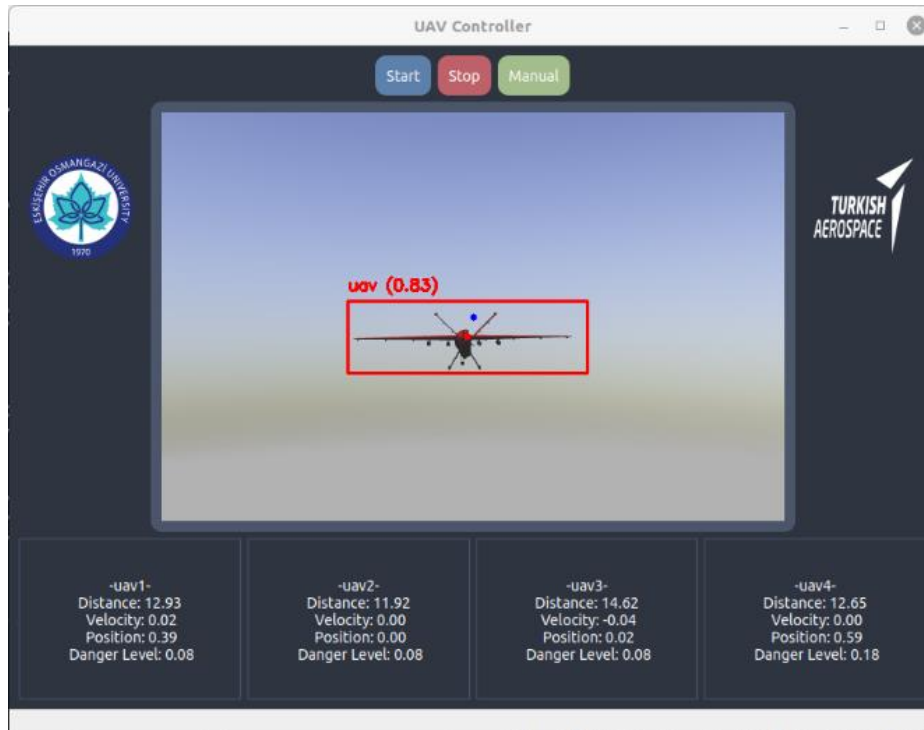 UAV Controller
Start
Stop
Manual
ESKİŞEHİR OSMANGAZİ UNIVERSITY
1970
TURKISH
AEROSPACE
uav (0.83)
-uav1-
Distance: 12.93
Velocity: 0.02
Position: 0.39
Danger Level: 0.08
-uav2-
Distance: 11.92
Velocity: 0.00
Position: 0.00
Danger Level: 0.08
-uav3-
Distance: 14.62
Velocity: -0.04
Position: 0.02
Danger Level: 0.08
-uav4-
Distance: 12.65
Velocity: 0.00
Position: 0.59
Danger Level: 0.18